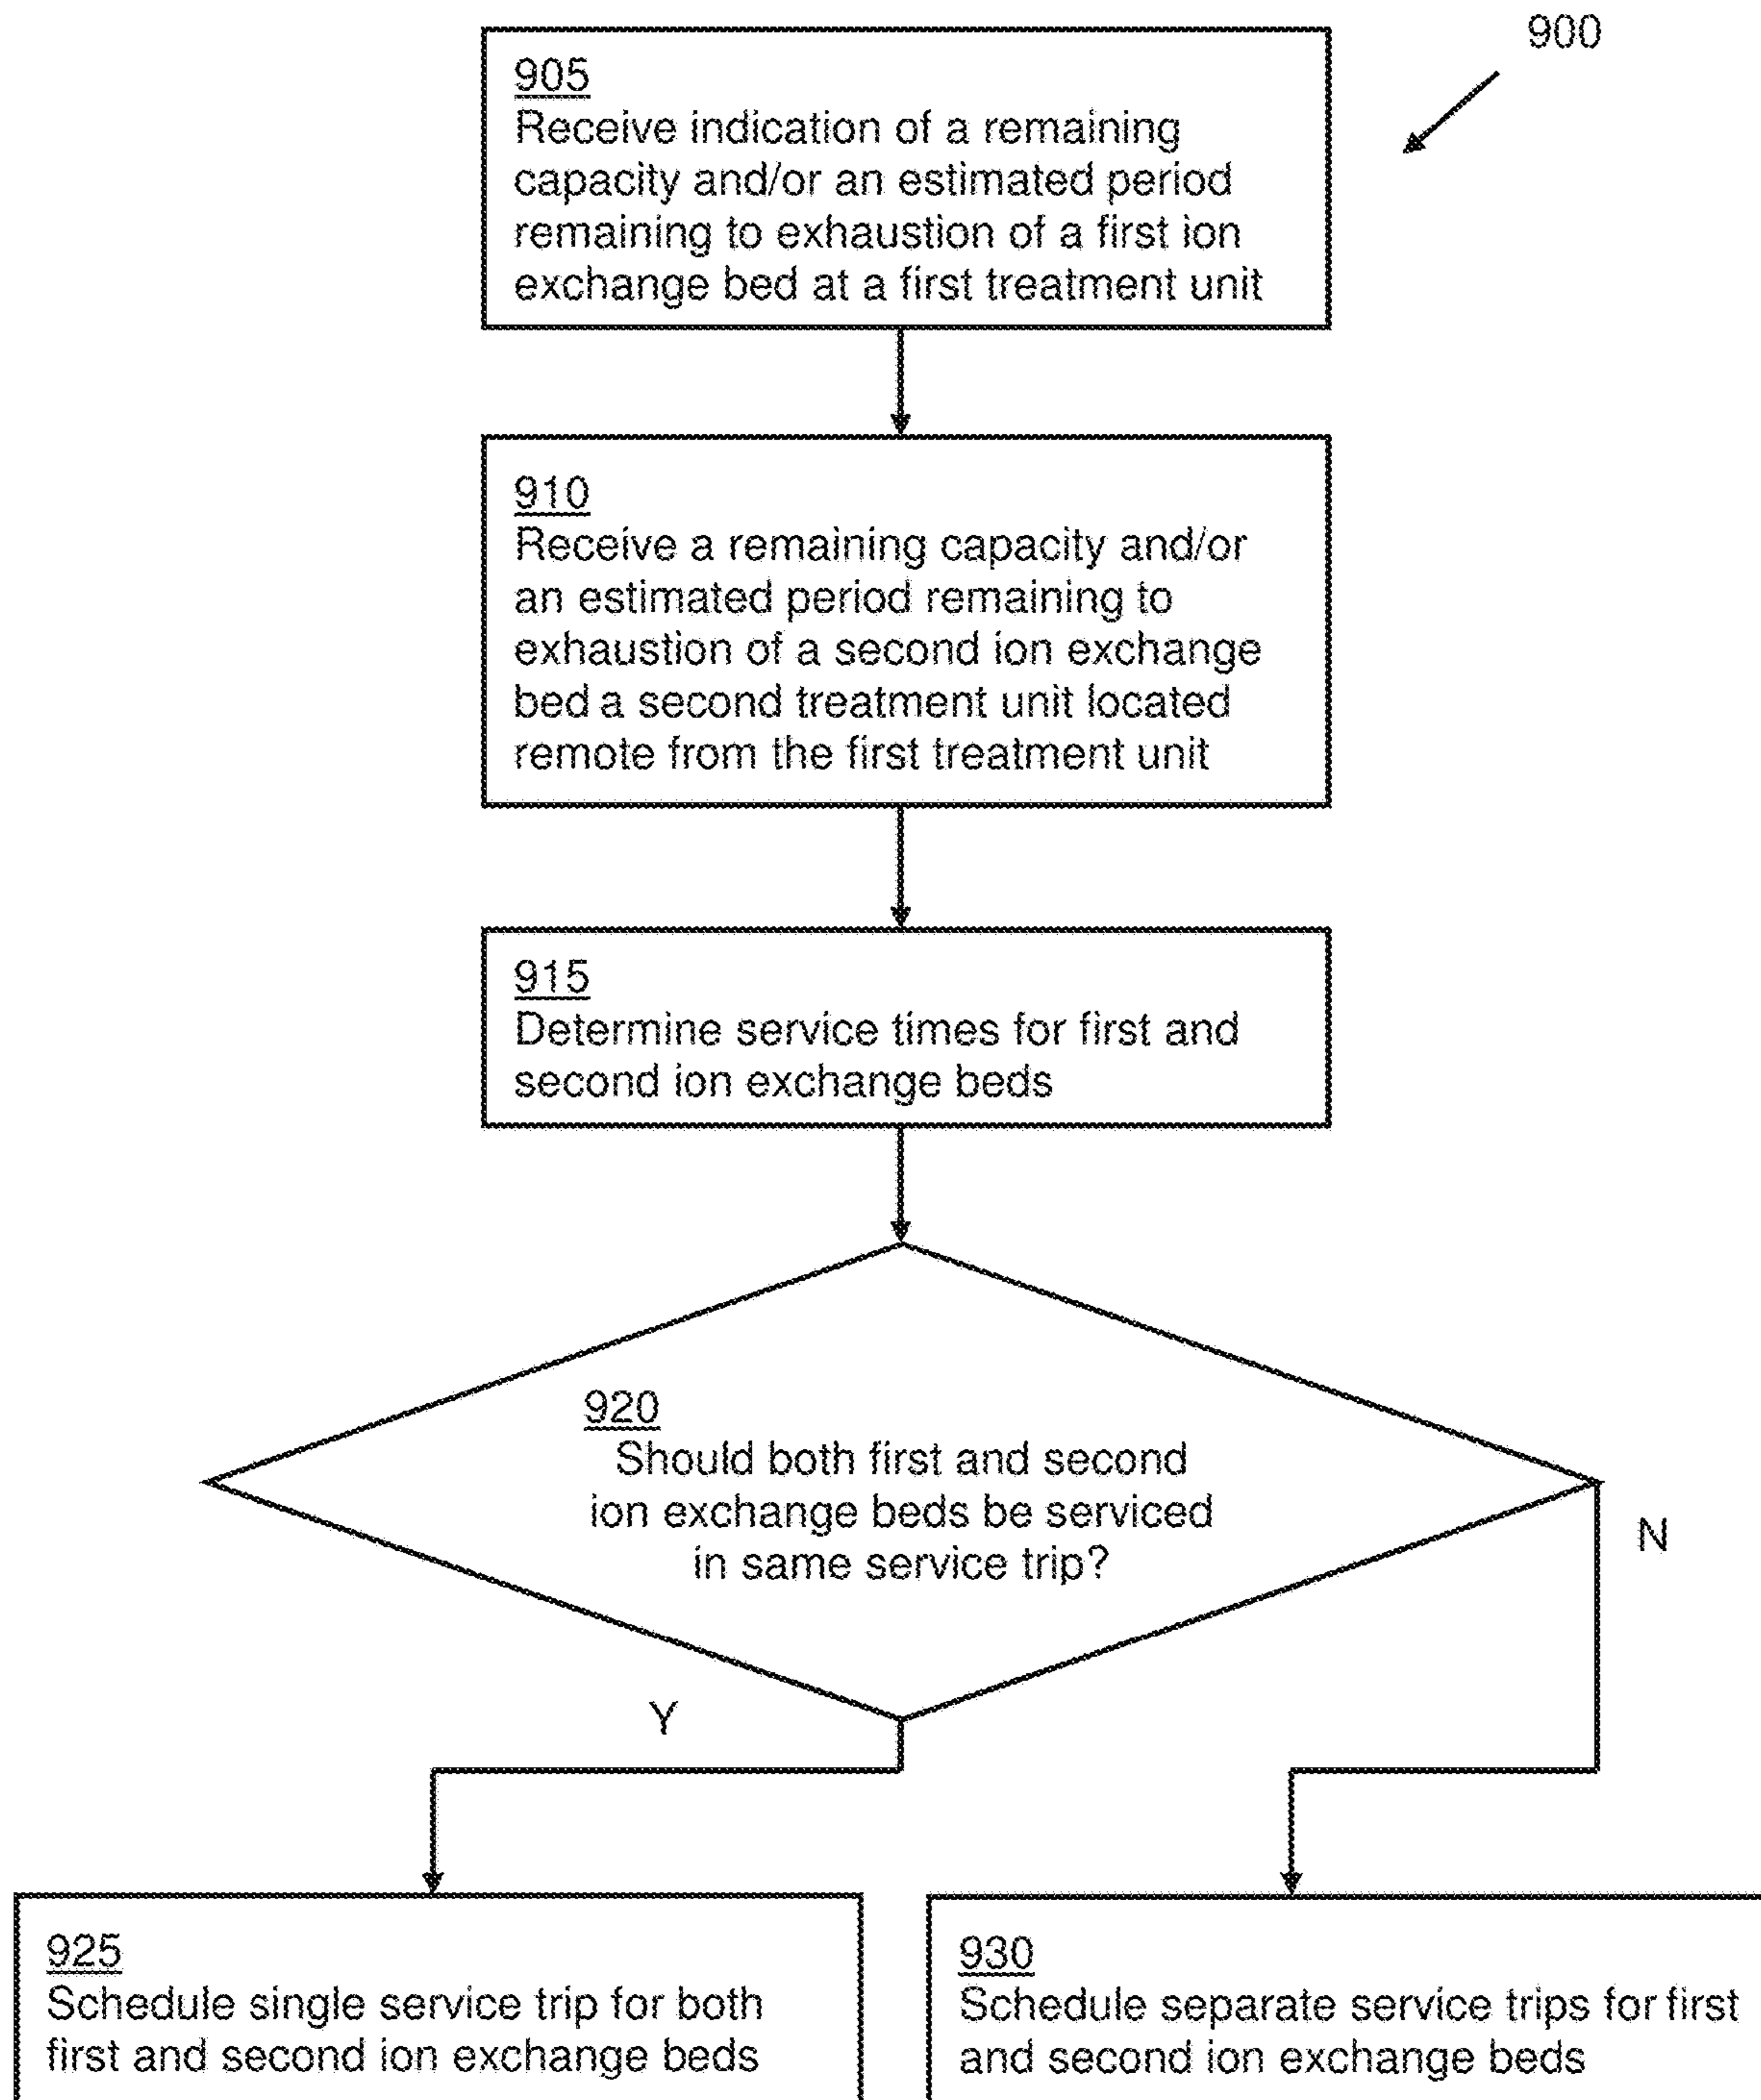 900
905
Receive indication of a remaining
capacity and/or an estimated period
remaining to exhaustion of a first ion
exchange bed at a first treatment unit
910
Receive a remaining capacity and/or
an estimated period remaining to
exhaustion of a second ion exchange
bed a second treatment unit located
remote from the first treatment unit
915
Determine service times for first and
second ion exchange beds
920
Should both first and second
ion exchange beds be serviced
in same service trip?
N
Y
925
Schedule single service trip for both
first and second ion exchange beds
930
Schedule separate service trips for first
and second ion exchange beds